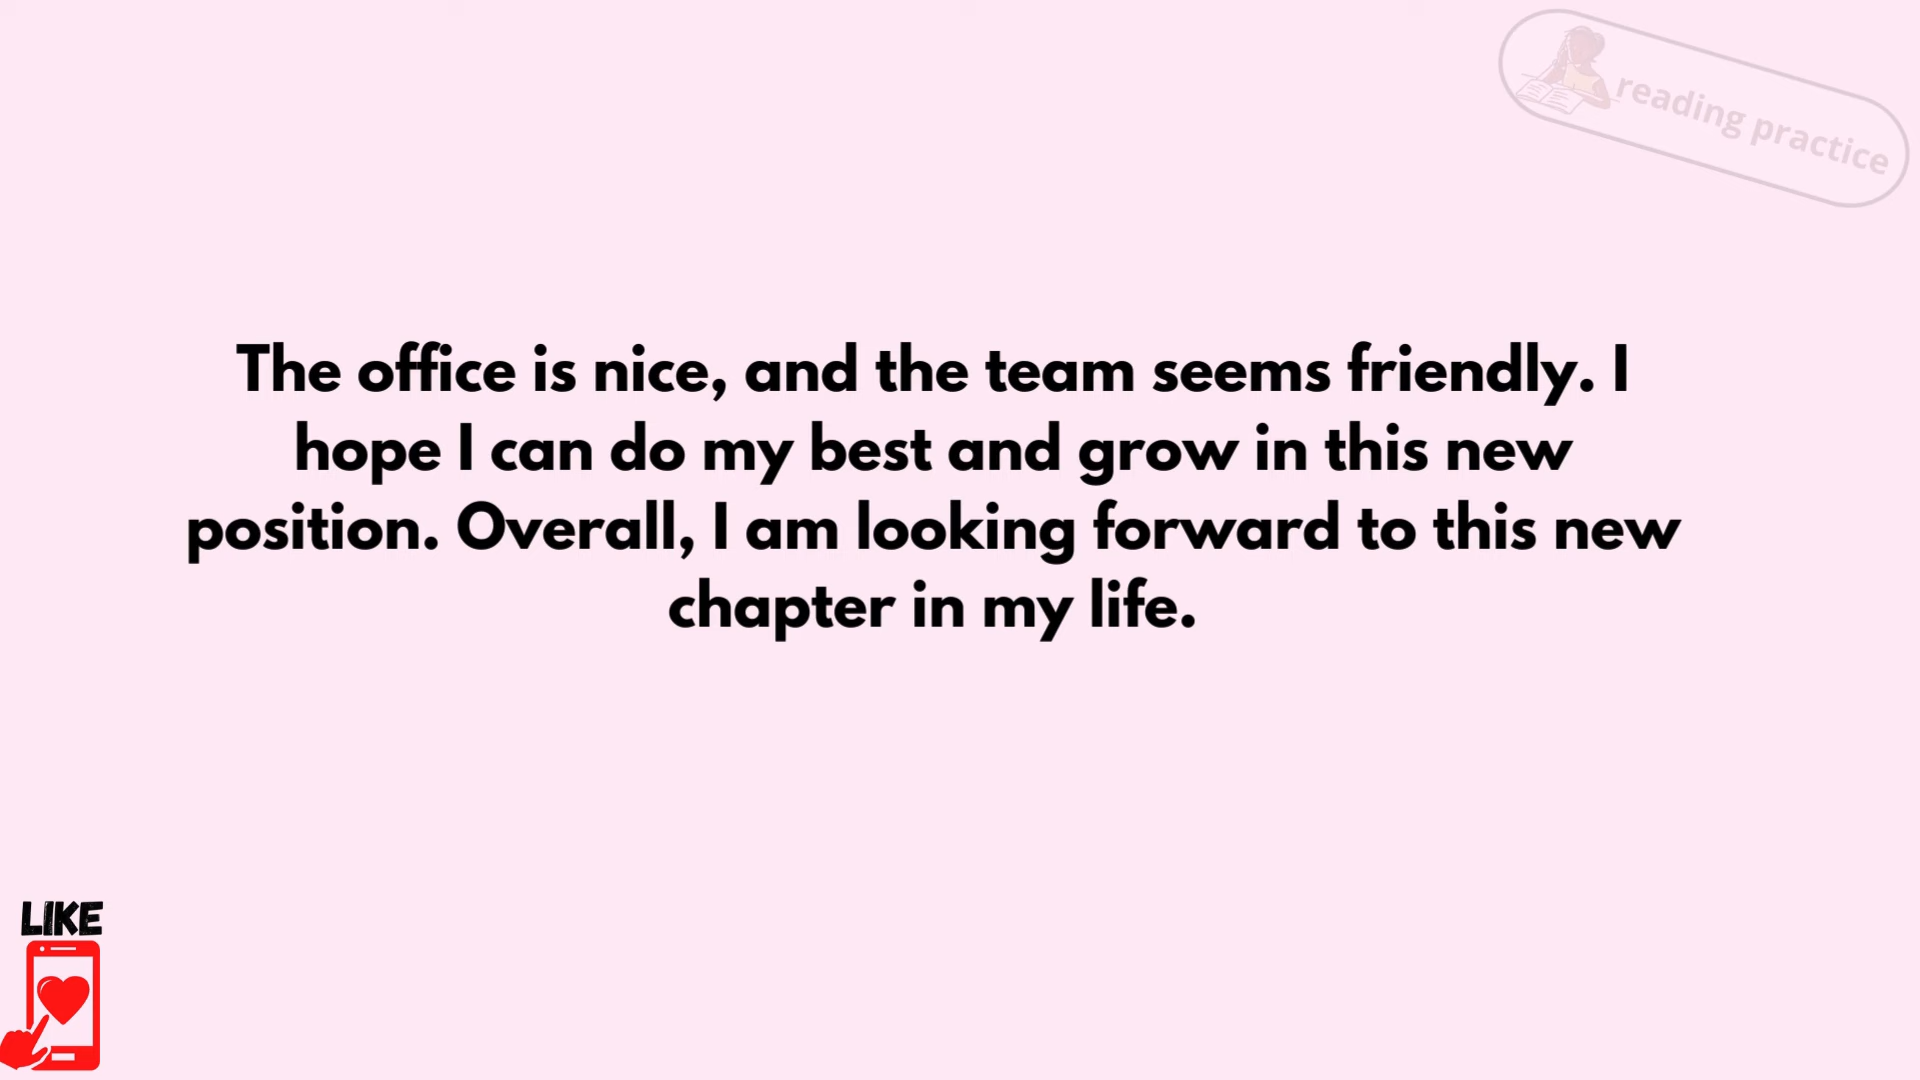 reading practice
The office is nice, and the team seems friendly. I
hope I can do my best and grow in this new
position. Overall, I am looking forward to this new
chapter in my life.
LIKE